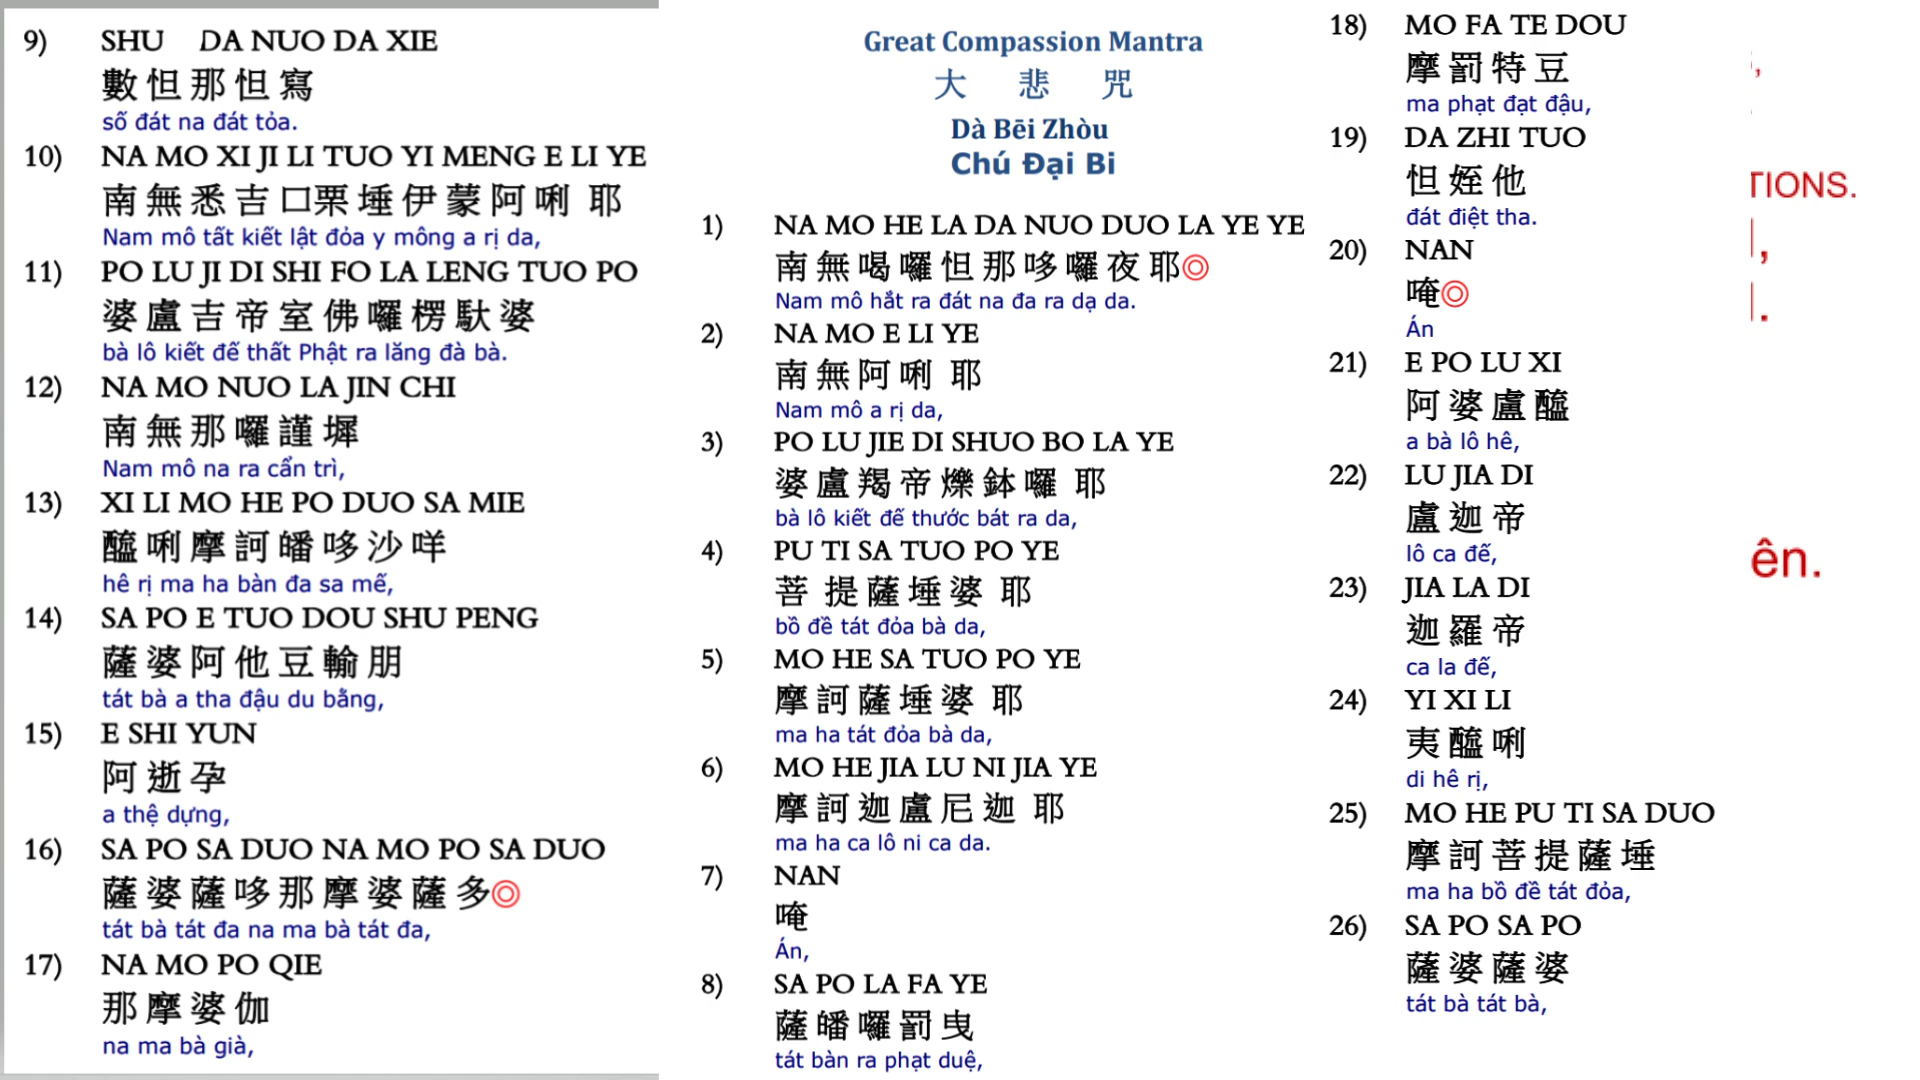 9) SHU DA NUO DA XIE
數 怛 那 怛 寫
số đát na đát tỏa.
10) NA MO XI JI LI TUO YI MENG E LI YE
南 無 悉 吉 口栗 埵 伊 蒙 阿 唎 耶
Nam mô tất kiết lật đỏa y mông a rị da,
11) PO LU JI DI SHI FO LA LENG TUO PO
婆 盧 吉 帝 室 佛 囉 楞 馱 婆
bà lô kiết đế thất Phật ra lăng đà bà.
12) NA MO NUO LA JIN CHI
南 無 那 囉 謹 墀
Nam mô na ra cẩn trì,
13) XI LI MO HE PO DUO SA MIE
醯 唎 摩 訶 皤 哆 沙 咩
hê rị ma ha bàn đa sa mế,
14) SA PO E TUO DOU SHU PENG
薩 婆 阿 他 豆 輸 朋
tát bà a tha đậu du bằng,
15) E SHI YUN
阿 逝 孕
a thệ dựng,
16) SA PO SA DUO NA MO PO SA DUO
薩 婆 薩 哆 那 摩 婆 薩 多◎
tát bà tát đa na ma bà tát đa,
17) NA MO PO QIE
那 摩 婆 伽
na ma bà già,
Great Compassion Mantra
大 悲 咒
Dà Bēi Zhòu
Chú Đại Bi
1) NA MO HE LA DA NUO DUO LA YE YE
南 無 喝 囉 怛 那 哆 囉 夜 耶◎
Nam mô hắt ra đát na đa ra dạ da.
2) NA MO E LI YE
南 無 阿 唎 耶
Nam mô a rị da,
3) PO LU JIE DI SHUO BO LA YE
婆 盧 羯 帝 爍 鉢 囉 耶
bà lô kiết đế thước bát ra da,
4) PU TI SA TUO PO YE
菩 提 薩 埵 婆 耶
bồ đề tát đỏa bà da,
5) MO HE SA TUO PO YE
摩 訶 薩 埵 婆 耶
ma ha tát đỏa bà da,
6) MO HE JIA LU NI JIA YE
摩 訶 迦 盧 尼 迦 耶
ma ha ca lô ni ca da.
7) NAN
唵
Án,
8) SA PO LA FA YE
薩 皤 囉 罰 曳
tát bàn ra phạt duệ,
18) MO FA TE DOU
摩 罰 特 豆
ma phạt đạt đậu,
19) DA ZHI TUO
怛 姪 他
đát điệt tha.
20) NAN
唵◎
Án
21) E PO LU XI
阿 婆 盧 醯
a bà lô hê,
22) LU JIA DI
盧 迦 帝
lô ca đế,
23) JIA LA DI
迦 羅 帝
ca la đế,
24) YI XI LI
夷 醯 唎
di hê rị,
25) MO HE PU TI SA DUO
摩 訶 菩 提 薩 埵
ma ha bồ đề tát đỏa,
26) SA PO SA PO
薩 婆 薩 婆
tát bà tát bà,
TIONS.
ên.